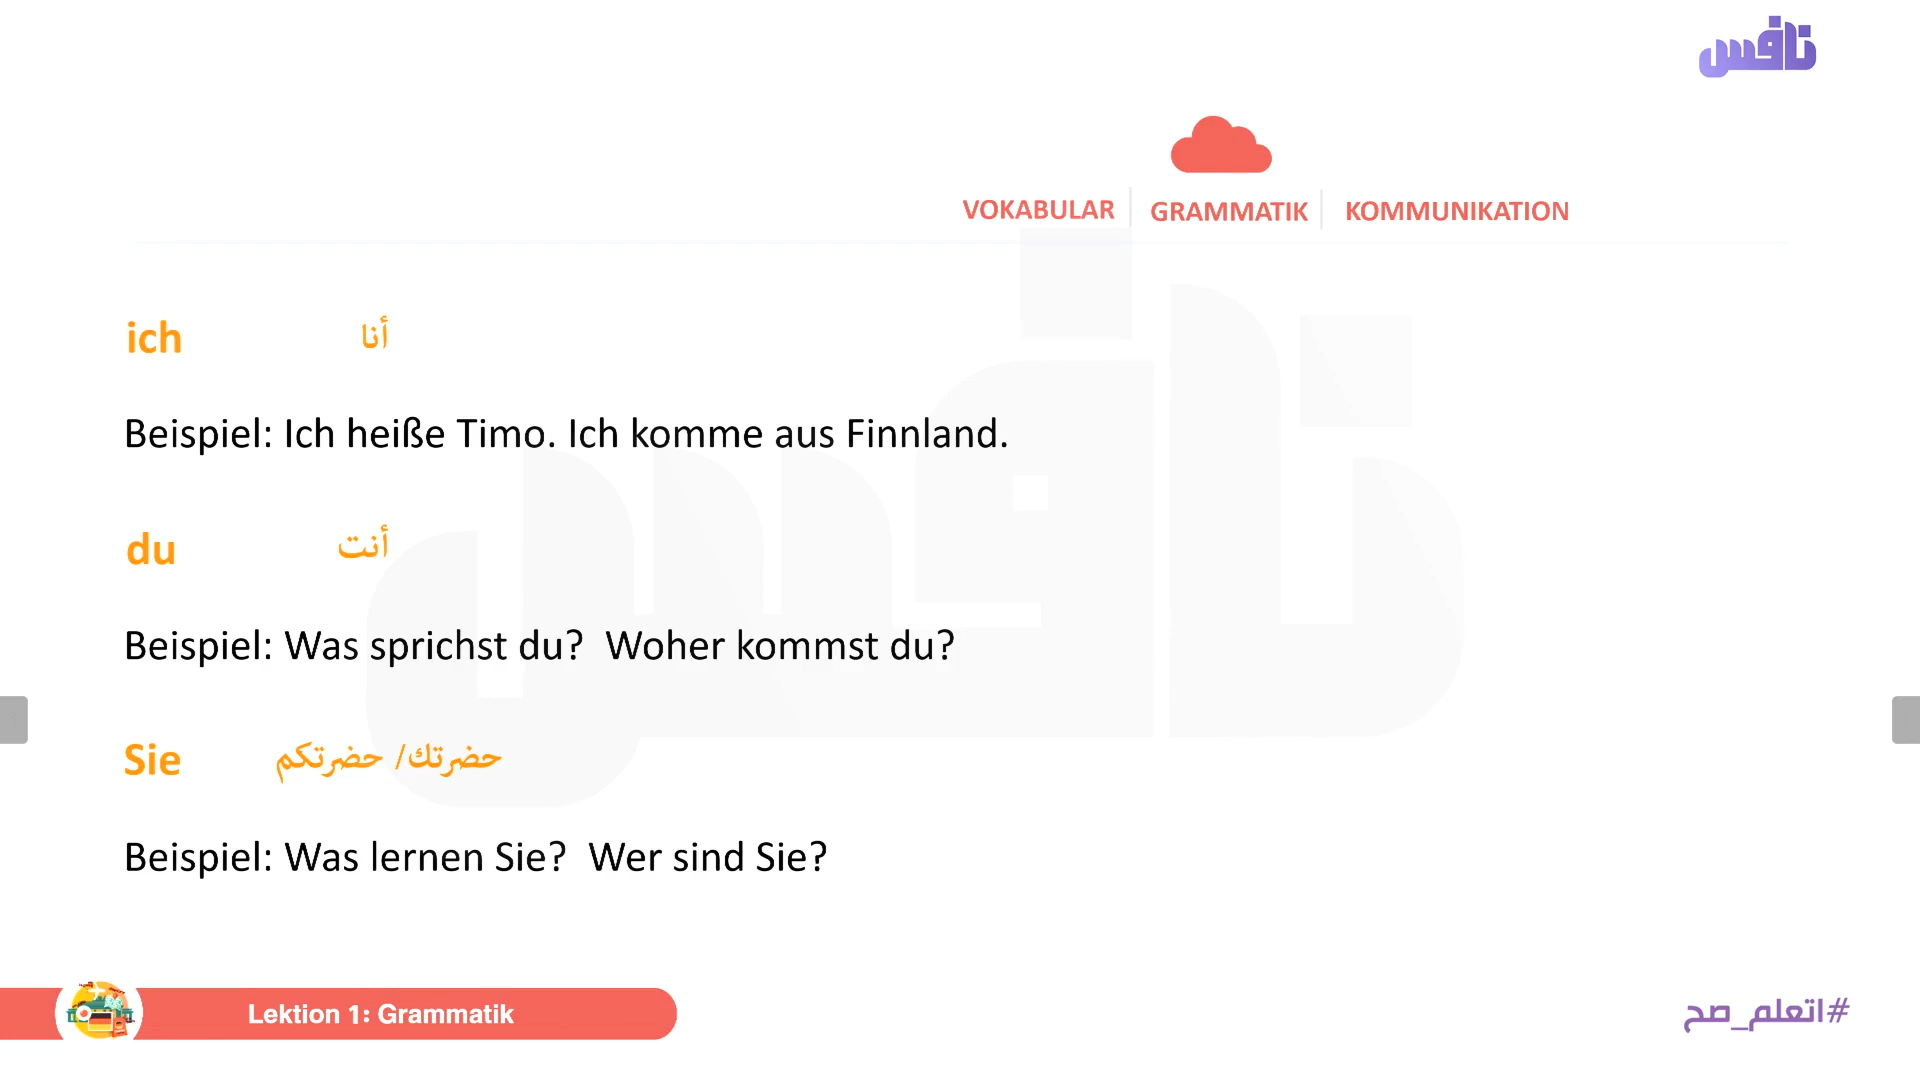 نافس
VOKABULAR
GRAMMATIK
KOMMUNIKATION
ich أنا
Beispiel: Ich heiße Timo. Ich komme aus Finnland.
du أنت
Beispiel: Was sprichst du? Woher kommst du?
Sie حضرتك/ حضرتكم
Beispiel: Was lernen Sie? Wer sind Sie?
Lektion 1: Grammatik
#اتعلم_صح